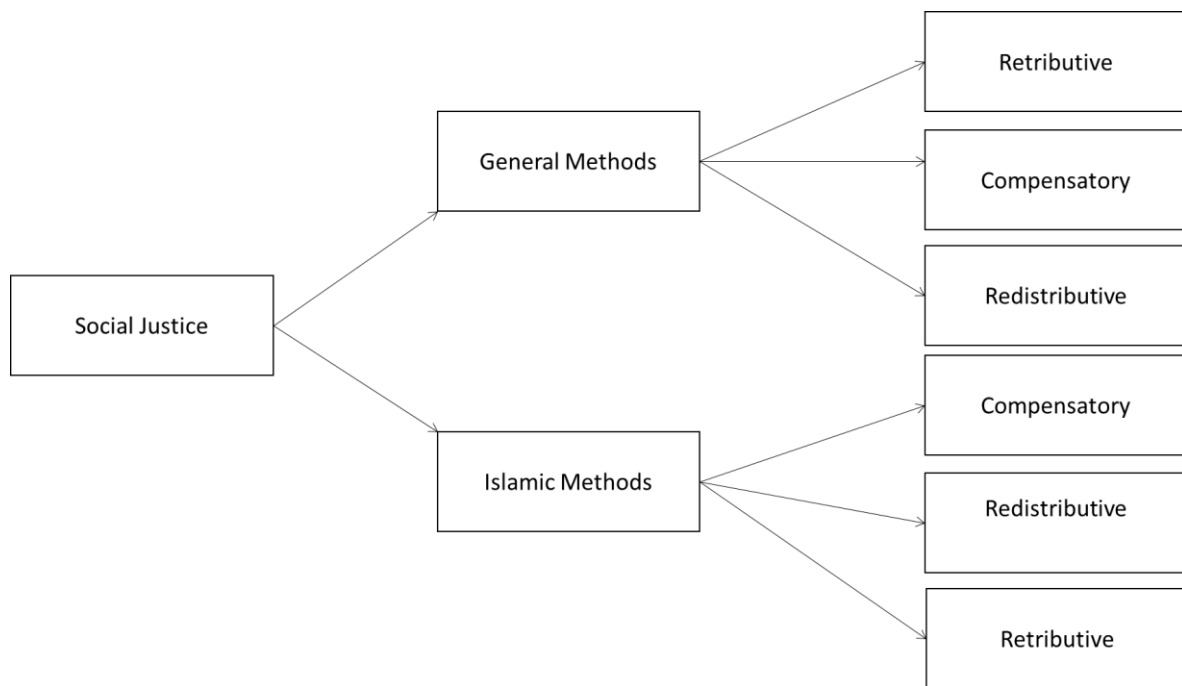 Retributive
General Methods
Compensatory
Redistributive
Social Justice
Compensatory
Islamic Methods
Redistributive
Retributive